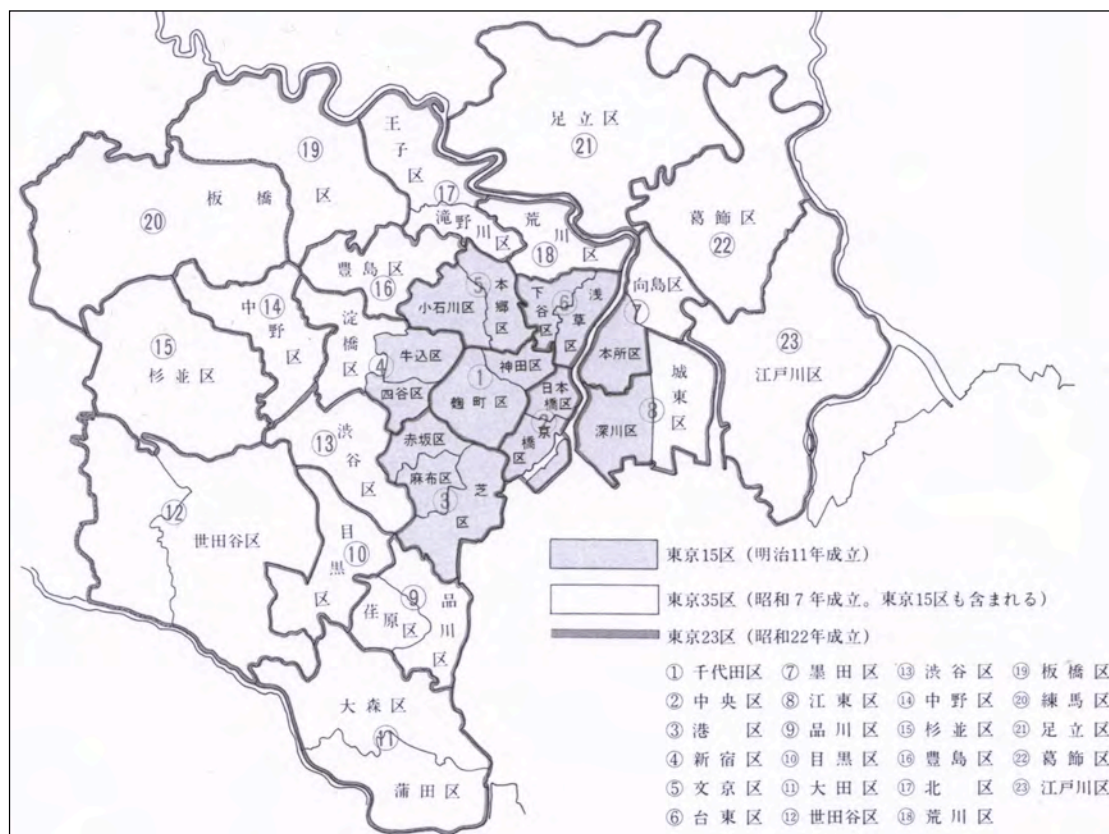 足立区
㉑
王子区
⑲
区
板橋
⑳
⑰
滝野川区
荒川区
⑱
葛飾区
㉒
豊島区
⑯
⑤
本郷区
小石川区
下谷区
⑥
浅草区
向島区
⑦
中野区
⑭
淀橋区
⑮
杉並区
牛込区
④
四谷区
神田区
①
麹町区
日本橋区
本所区
城東区
㉓
江戸川区
京橋区
深川区
⑧
赤坂区
⑬
渋谷区
麻布区
③
芝区
⑫
世田谷区
目黒区
⑩
⑨
荏原区
品川区
大森区
⑪
蒲田区
東京15区（明治11年成立）
東京35区（昭和7年成立。東京15区も含まれる）
東京23区（昭和22年成立）
① 千代田区 ⑦ 墨田区 ⑬ 渋谷区 ⑲ 板橋区
② 中央区 ⑧ 江東区 ⑭ 中野区 ⑳ 練馬区
③ 港区 ⑨ 品川区 ⑮ 杉並区 ㉑ 足立区
④ 新宿区 ⑩ 目黒区 ⑯ 豊島区 ㉒ 葛飾区
⑤ 文京区 ⑪ 大田区 ⑰ 北区 ㉓ 江戸川区
⑥ 台東区 ⑫ 世田谷区 ⑱ 荒川区